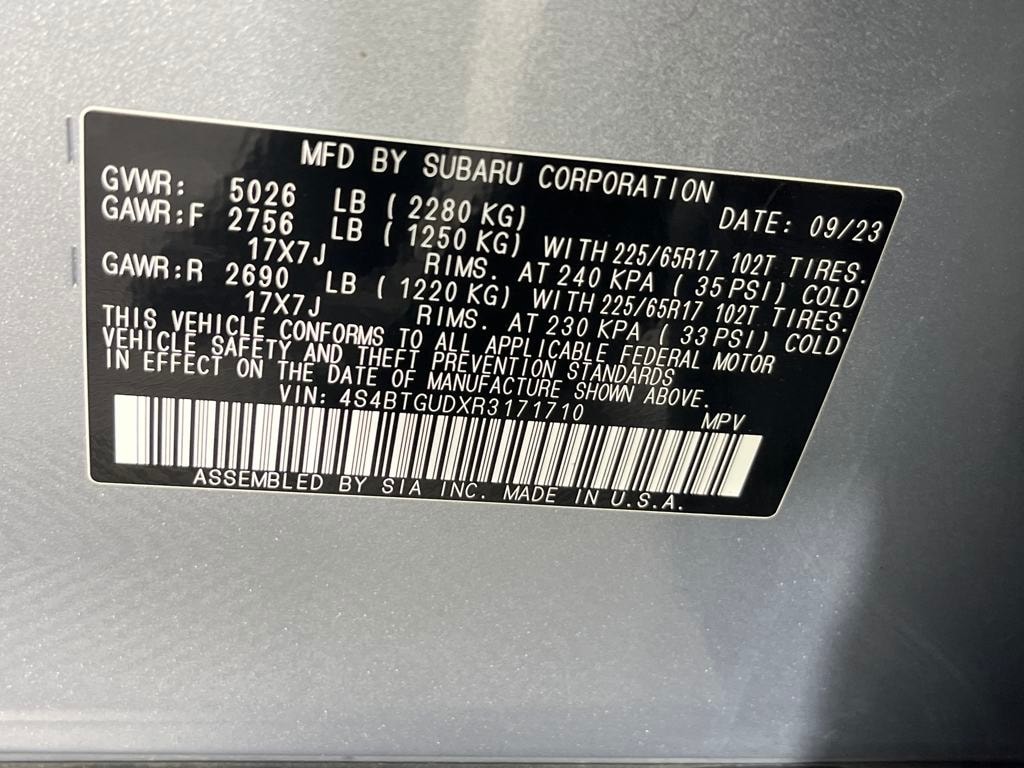 MFD BY SUBARU CORPORATION
GVWR: 5026 LB ( 2280 KG) DATE: 09/23
GAWR:F 2756 LB ( 1250 KG) WITH 225/65R17 102T TIRES.
17X7J RIMS. AT 240 KPA ( 35 PSI) COLD
GAWR:R 2690 LB ( 1220 KG) WITH 225/65R17 102T TIRES.
17X7J RIMS. AT 230 KPA ( 33 PSI) COLD
THIS VEHICLE CONFORMS TO ALL APPLICABLE FEDERAL MOTOR
VEHICLE SAFETY AND THEFT PREVENTION STANDARDS
IN EFFECT ON THE DATE OF MANUFACTURE SHOWN ABOVE.
VIN: 4S4BTGUDXR3171710 MPV
ASSEMBLED BY SIA INC. MADE IN U.S.A.